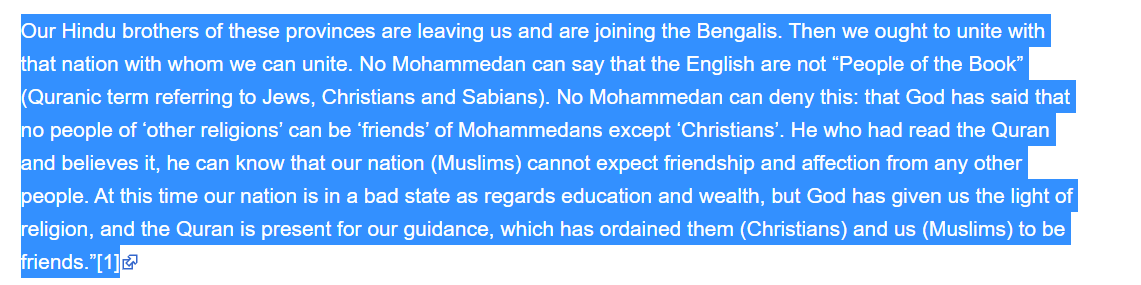 Our Hindu brothers of these provinces are leaving us and are joining the Bengalis. Then we ought to unite with
that nation with whom we can unite. No Mohammedan can say that the English are not “People of the Book”
(Quranic term referring to Jews, Christians and Sabians). No Mohammedan can deny this: that God has said that
no people of ‘other religions’ can be ‘friends’ of Mohammedans except ‘Christians’. He who had read the Quran
and believes it, he can know that our nation (Muslims) cannot expect friendship and affection from any other
people. At this time our nation is in a bad state as regards education and wealth, but God has given us the light of
religion, and the Quran is present for our guidance, which has ordained them (Christians) and us (Muslims) to be
friends.”[1]